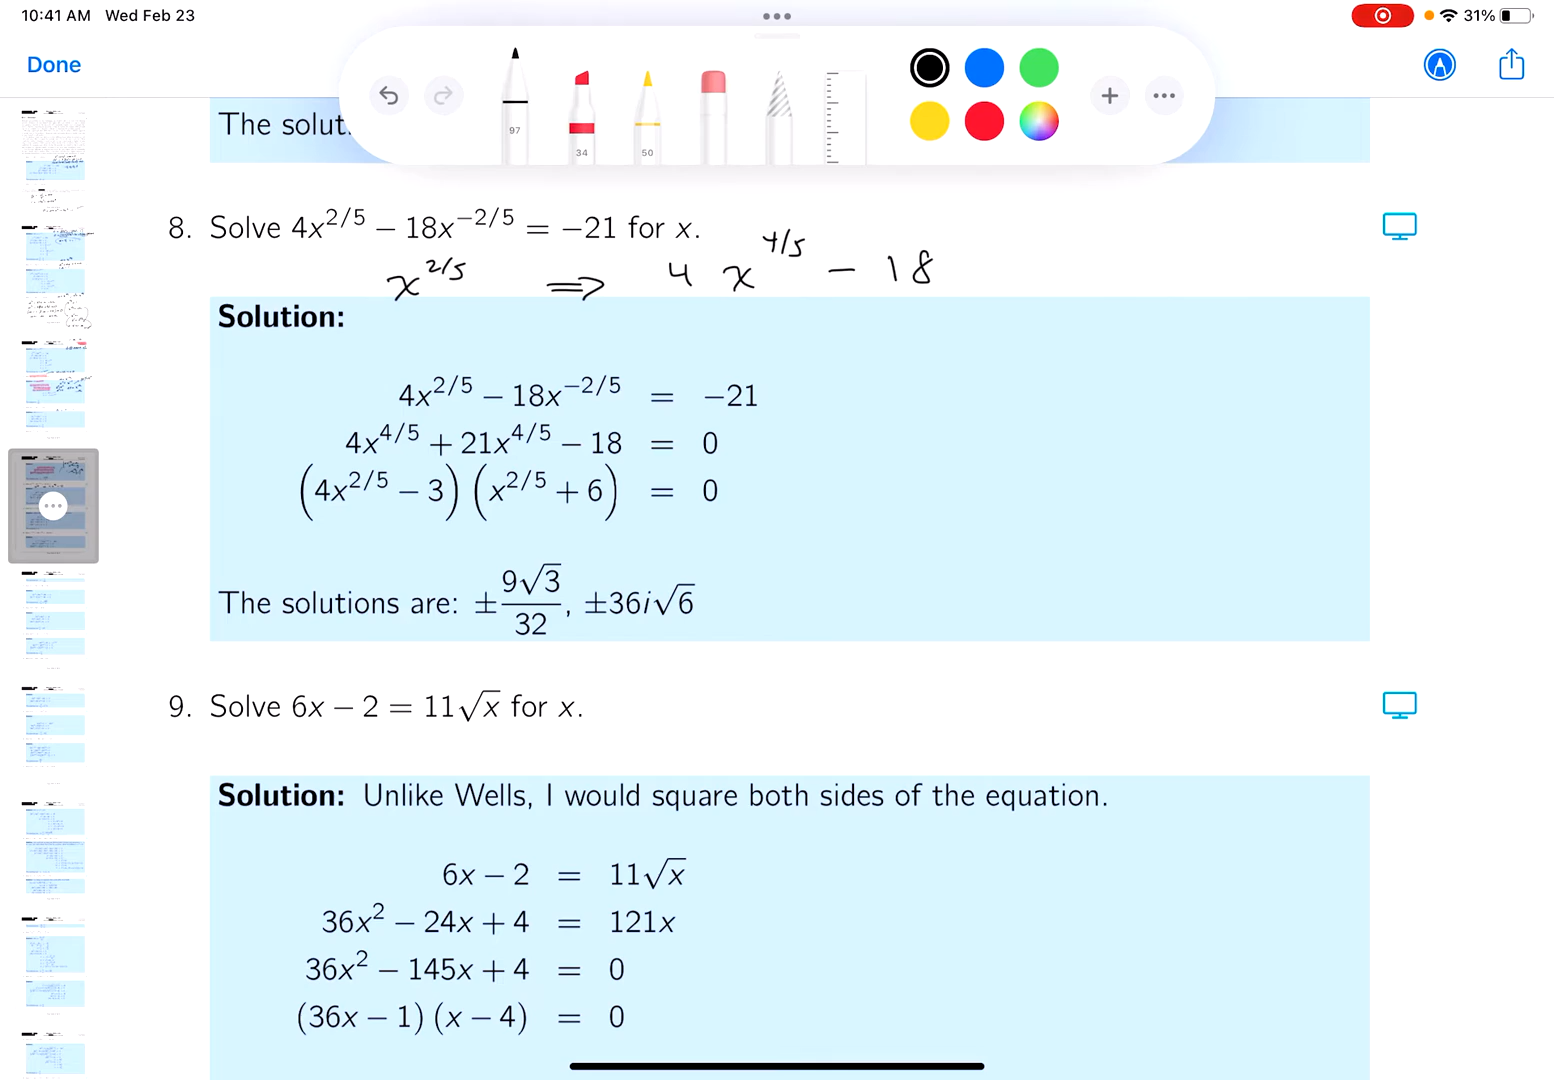 10:41 AM Wed Feb 23
31%
Done
97
34
50
The solut
8. Solve 4x^{2/5} − 18x^{−2/5} = −21 for x.
x^{2/5} ⟹ 4 x^{4/5} − 18
Solution:
4x^{2/5} − 18x^{−2/5} = −21
4x^{4/5} + 21x^{4/5} − 18 = 0
(4x^{2/5} − 3)(x^{2/5} + 6) = 0
The solutions are: ±9√3/32, ±36i√6
9. Solve 6x − 2 = 11√x for x.
Solution: Unlike Wells, I would square both sides of the equation.
6x − 2 = 11√x
36x² − 24x + 4 = 121x
36x² − 145x + 4 = 0
(36x − 1)(x − 4) = 0